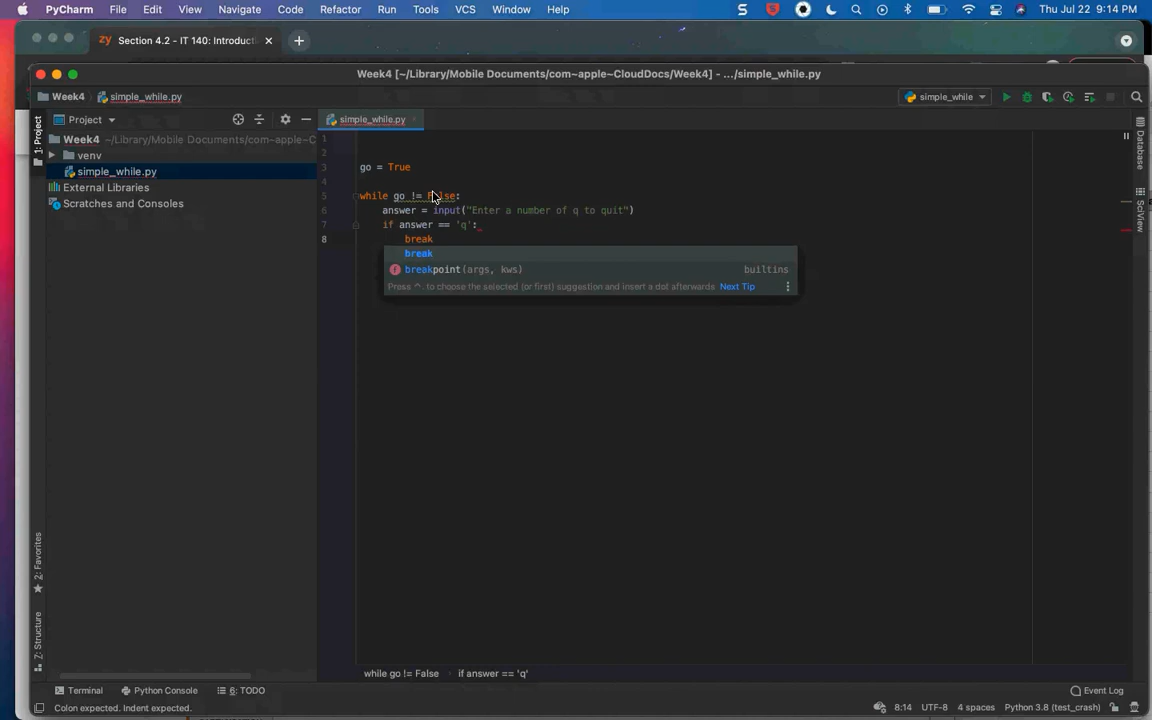 PyCharm File Edit View Navigate Code Refactor Run Tools VCS Window Help Thu Jul 22 9:14 PM
zy Section 4.2 - IT 140: Introducti
Week4 [~/Library/Mobile Documents/com~apple~CloudDocs/Week4] - .../simple_while.py
Week4 simple_while.py simple_while
1: Project
Project
simple_while.py
Database
Week4 ~/Library/Mobile Documents/com~apple~C
venv
simple_while.py
External Libraries
Scratches and Consoles
SciView
1
2
3 go = True
4
5 while go != False:
6 answer = input("Enter a number of q to quit")
7 if answer == 'q':
8 break
break
breakpoint(args, kws) builtins
Press ^. to choose the selected (or first) suggestion and insert a dot afterwards Next Tip
2: Favorites
7: Structure
while go != False if answer == 'q'
Terminal Python Console 6: TODO Event Log
Colon expected. Indent expected. 8:14 UTF-8 4 spaces Python 3.8 (test_crash)